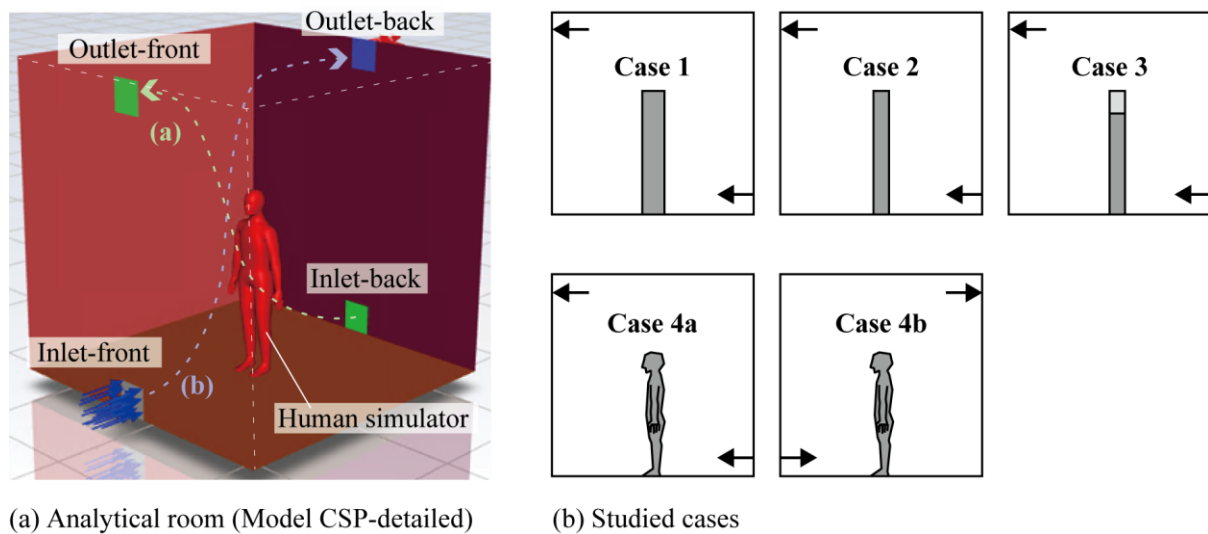 Outlet-back
Outlet-front
(a)
Inlet-back
Inlet-front
(b)
Human simulator
(a) Analytical room (Model CSP-detailed)
Case 1
Case 2
Case 3
Case 4a
Case 4b
(b) Studied cases